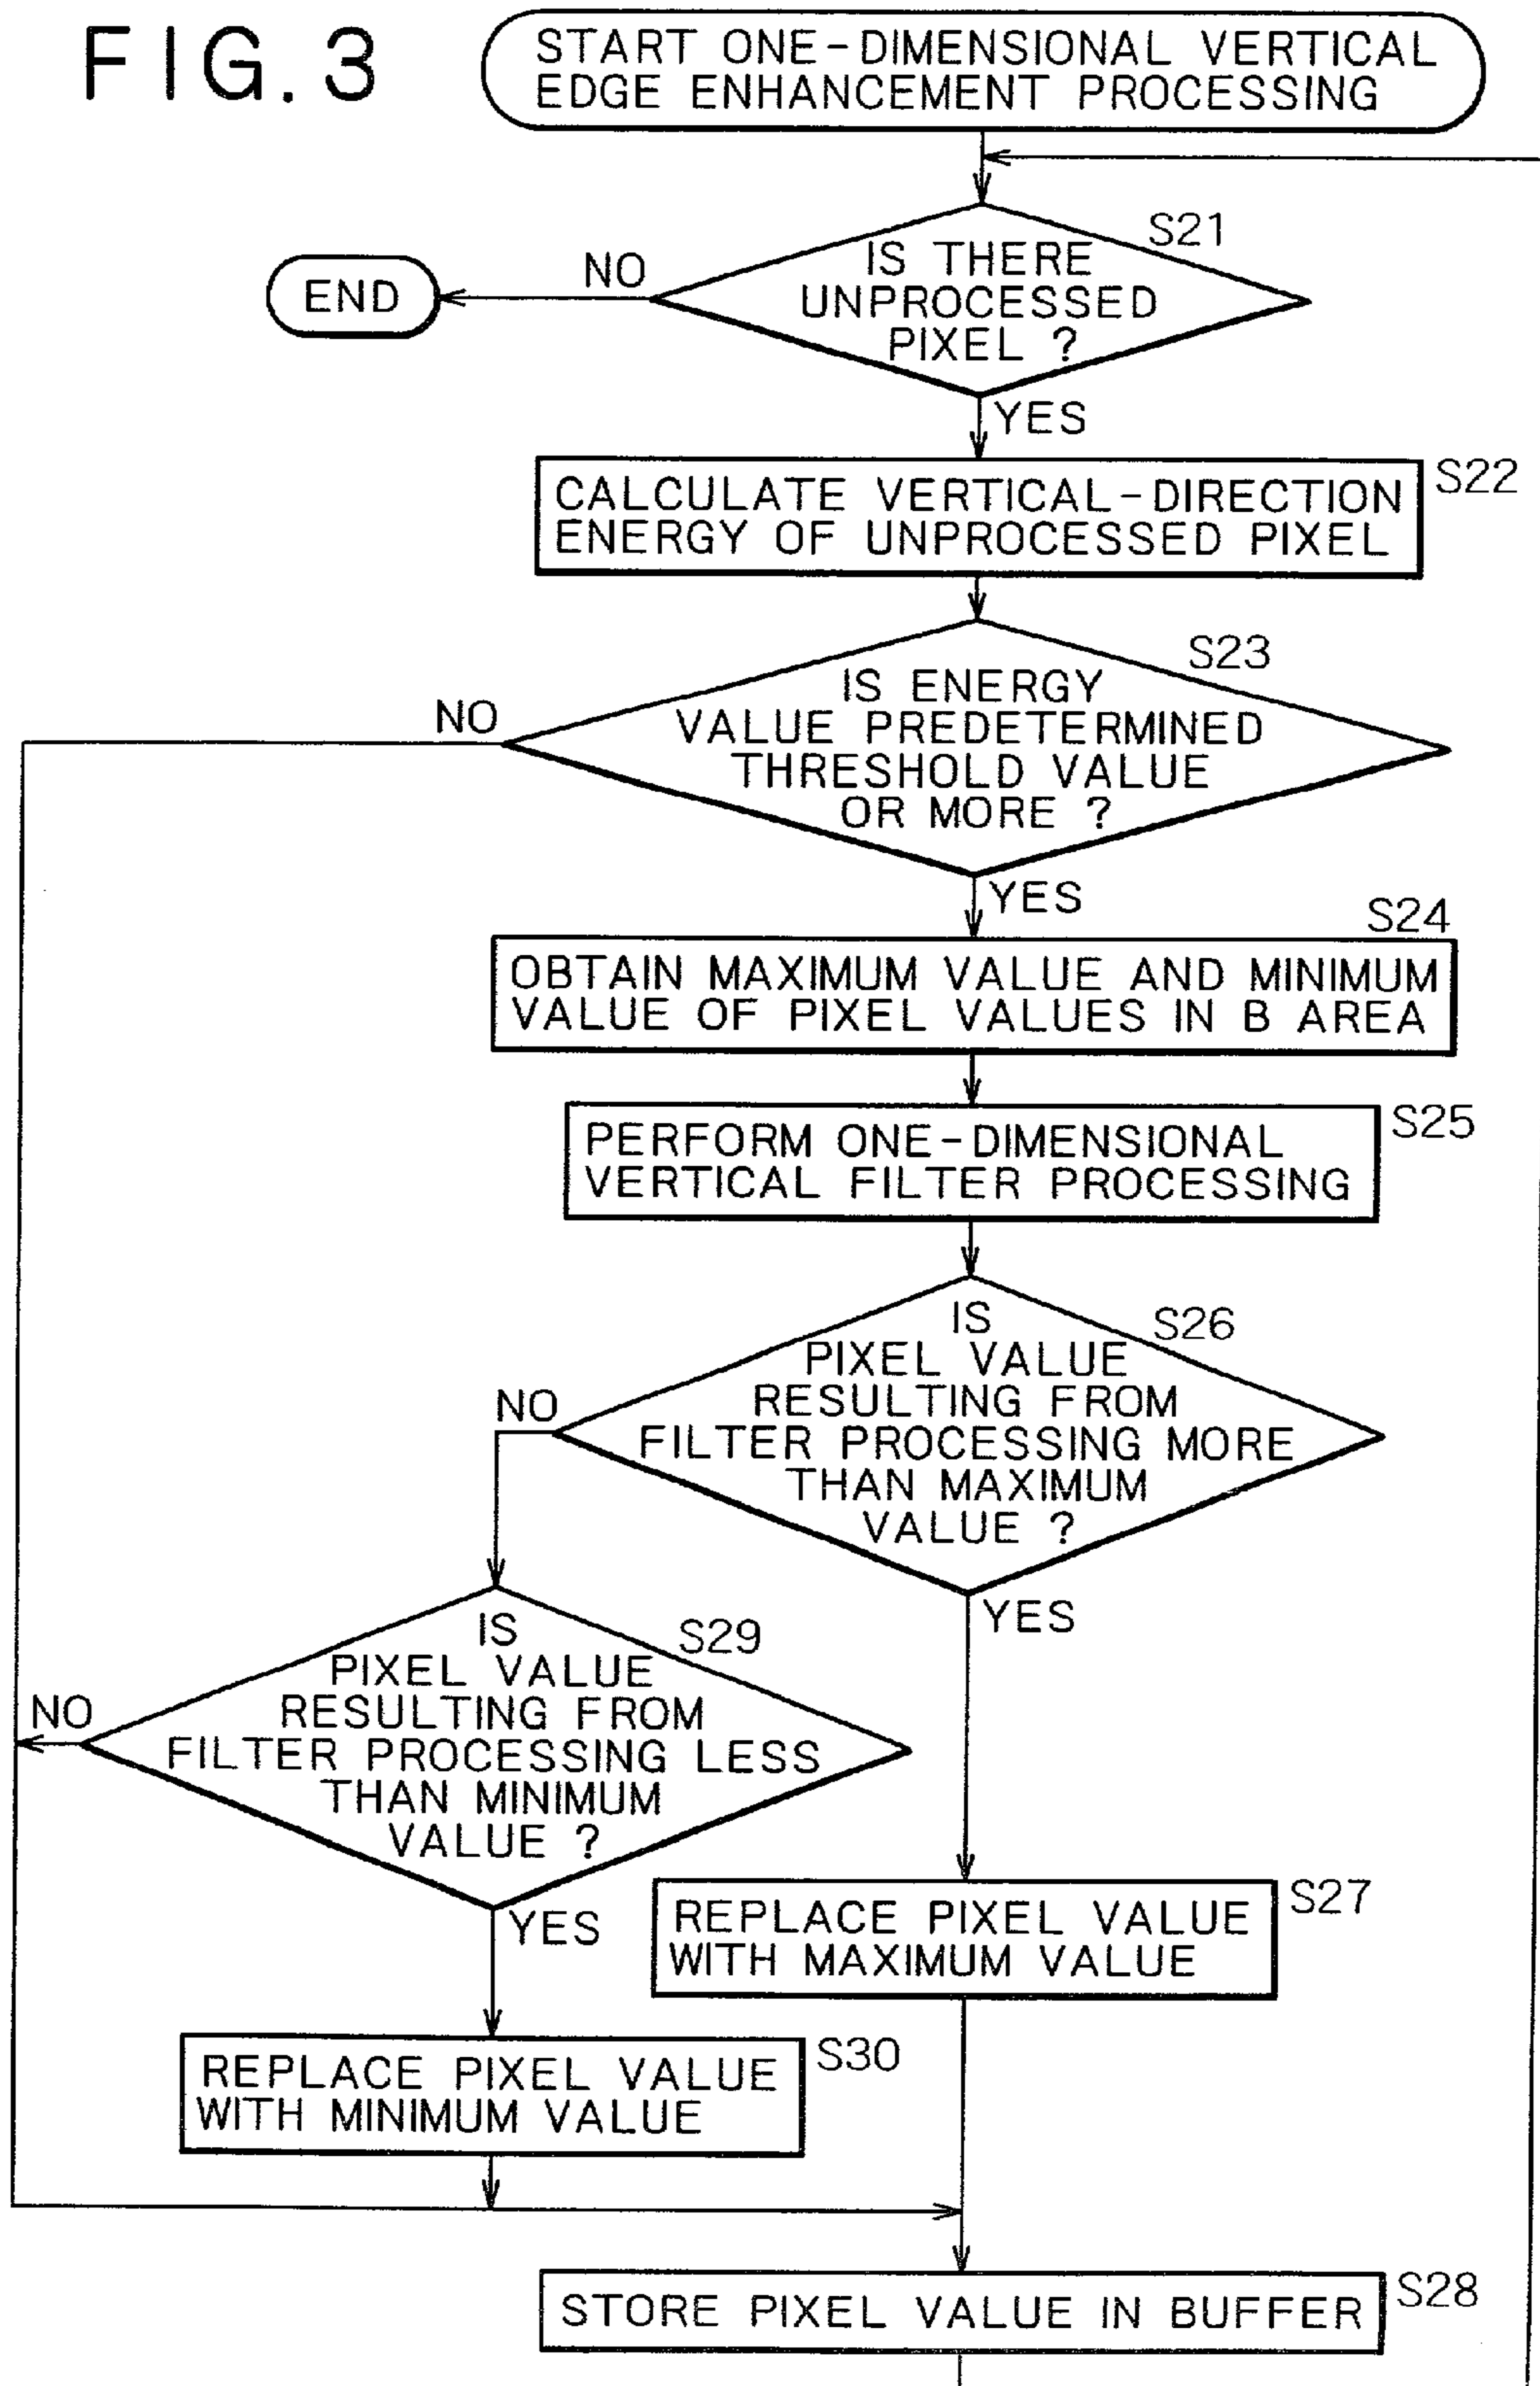 FIG. 3
START ONE-DIMENSIONAL VERTICAL
EDGE ENHANCEMENT PROCESSING
S21
IS THERE
UNPROCESSED
PIXEL ?
NO
END
YES
S22
CALCULATE VERTICAL-DIRECTION
ENERGY OF UNPROCESSED PIXEL
S23
IS ENERGY
VALUE PREDETERMINED
THRESHOLD VALUE
OR MORE ?
NO
YES
S24
OBTAIN MAXIMUM VALUE AND MINIMUM
VALUE OF PIXEL VALUES IN B AREA
S25
PERFORM ONE-DIMENSIONAL
VERTICAL FILTER PROCESSING
S26
IS
PIXEL VALUE
RESULTING FROM
FILTER PROCESSING MORE
THAN MAXIMUM
VALUE ?
NO
YES
S29
IS
PIXEL VALUE
RESULTING FROM
FILTER PROCESSING LESS
THAN MINIMUM
VALUE ?
NO
YES
S27
REPLACE PIXEL VALUE
WITH MAXIMUM VALUE
S30
REPLACE PIXEL VALUE
WITH MINIMUM VALUE
S28
STORE PIXEL VALUE IN BUFFER